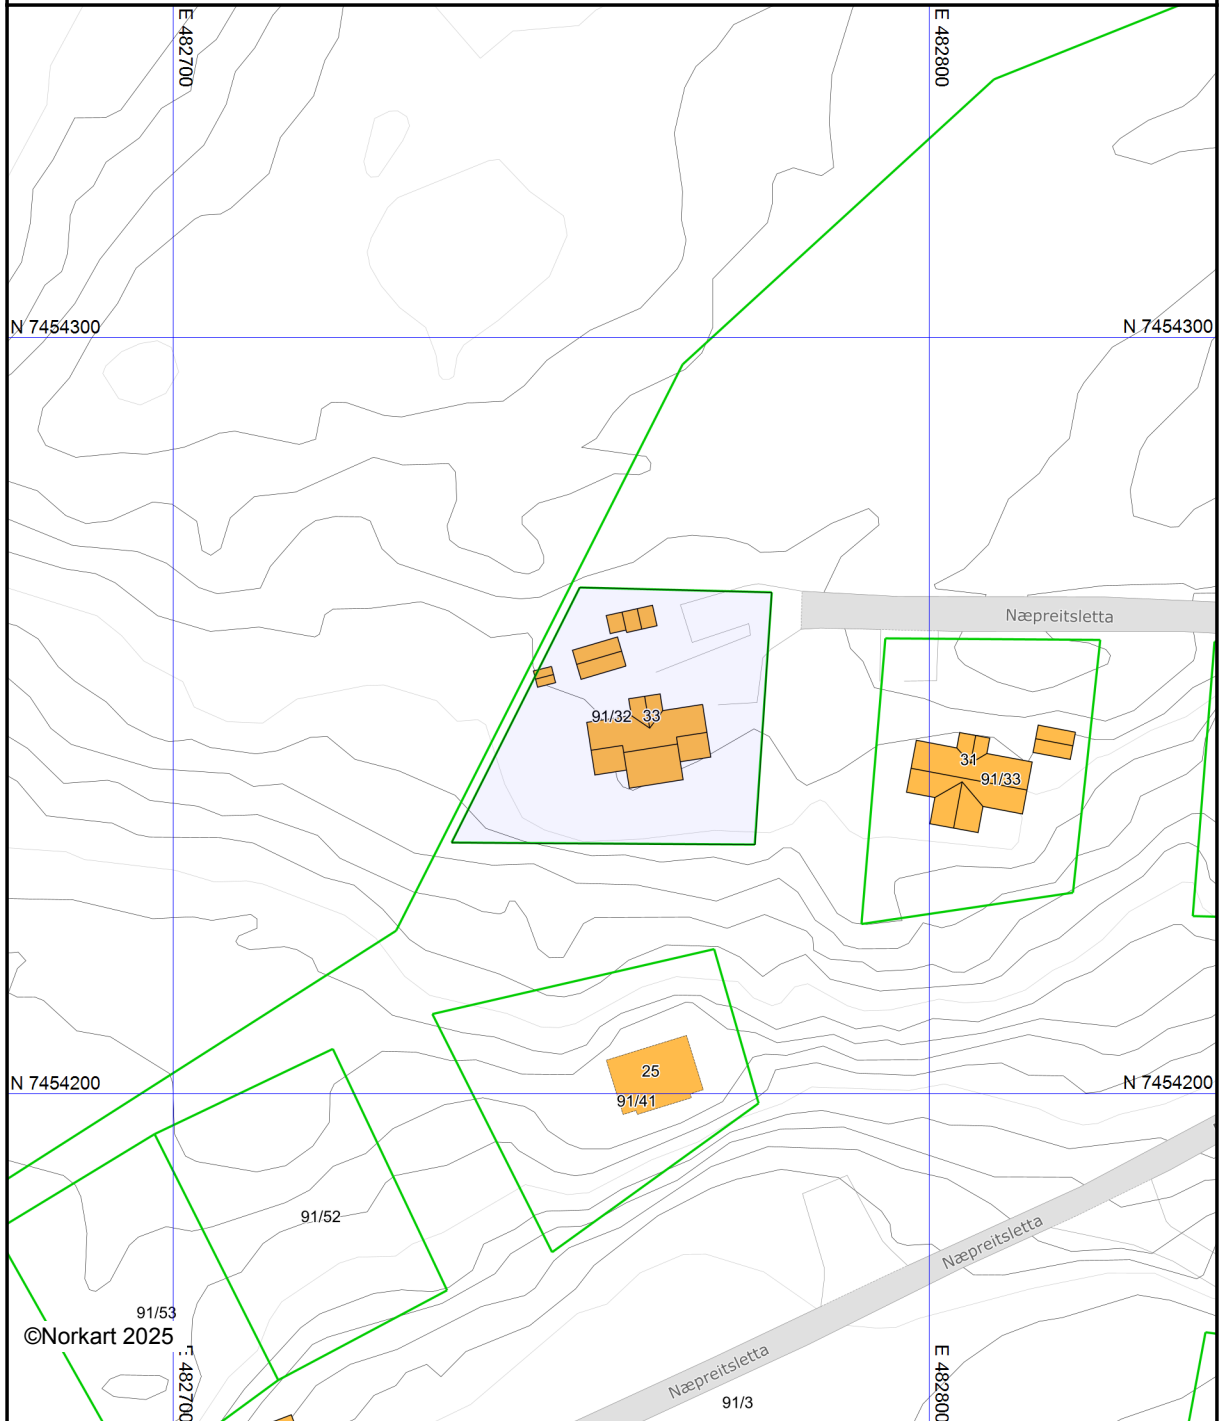 E 482700
E 482800
N 7454300
N 7454300
Næpreitsletta
91/32
33
31
91/33
25
91/41
N 7454200
N 7454200
91/52
Næpreitsletta
91/53
©Norkart 2025
E 482700
E 482800
Næpreitsletta
91/3